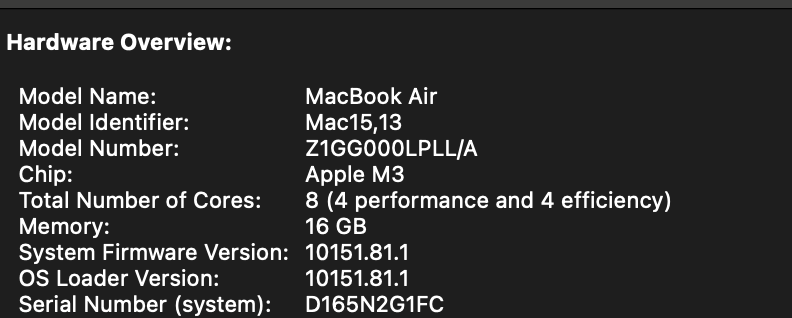 Hardware Overview:
Model Name: MacBook Air
Model Identifier: Mac15,13
Model Number: Z1GG000LPLL/A
Chip: Apple M3
Total Number of Cores: 8 (4 performance and 4 efficiency)
Memory: 16 GB
System Firmware Version: 10151.81.1
OS Loader Version: 10151.81.1
Serial Number (system): D165N2G1FC